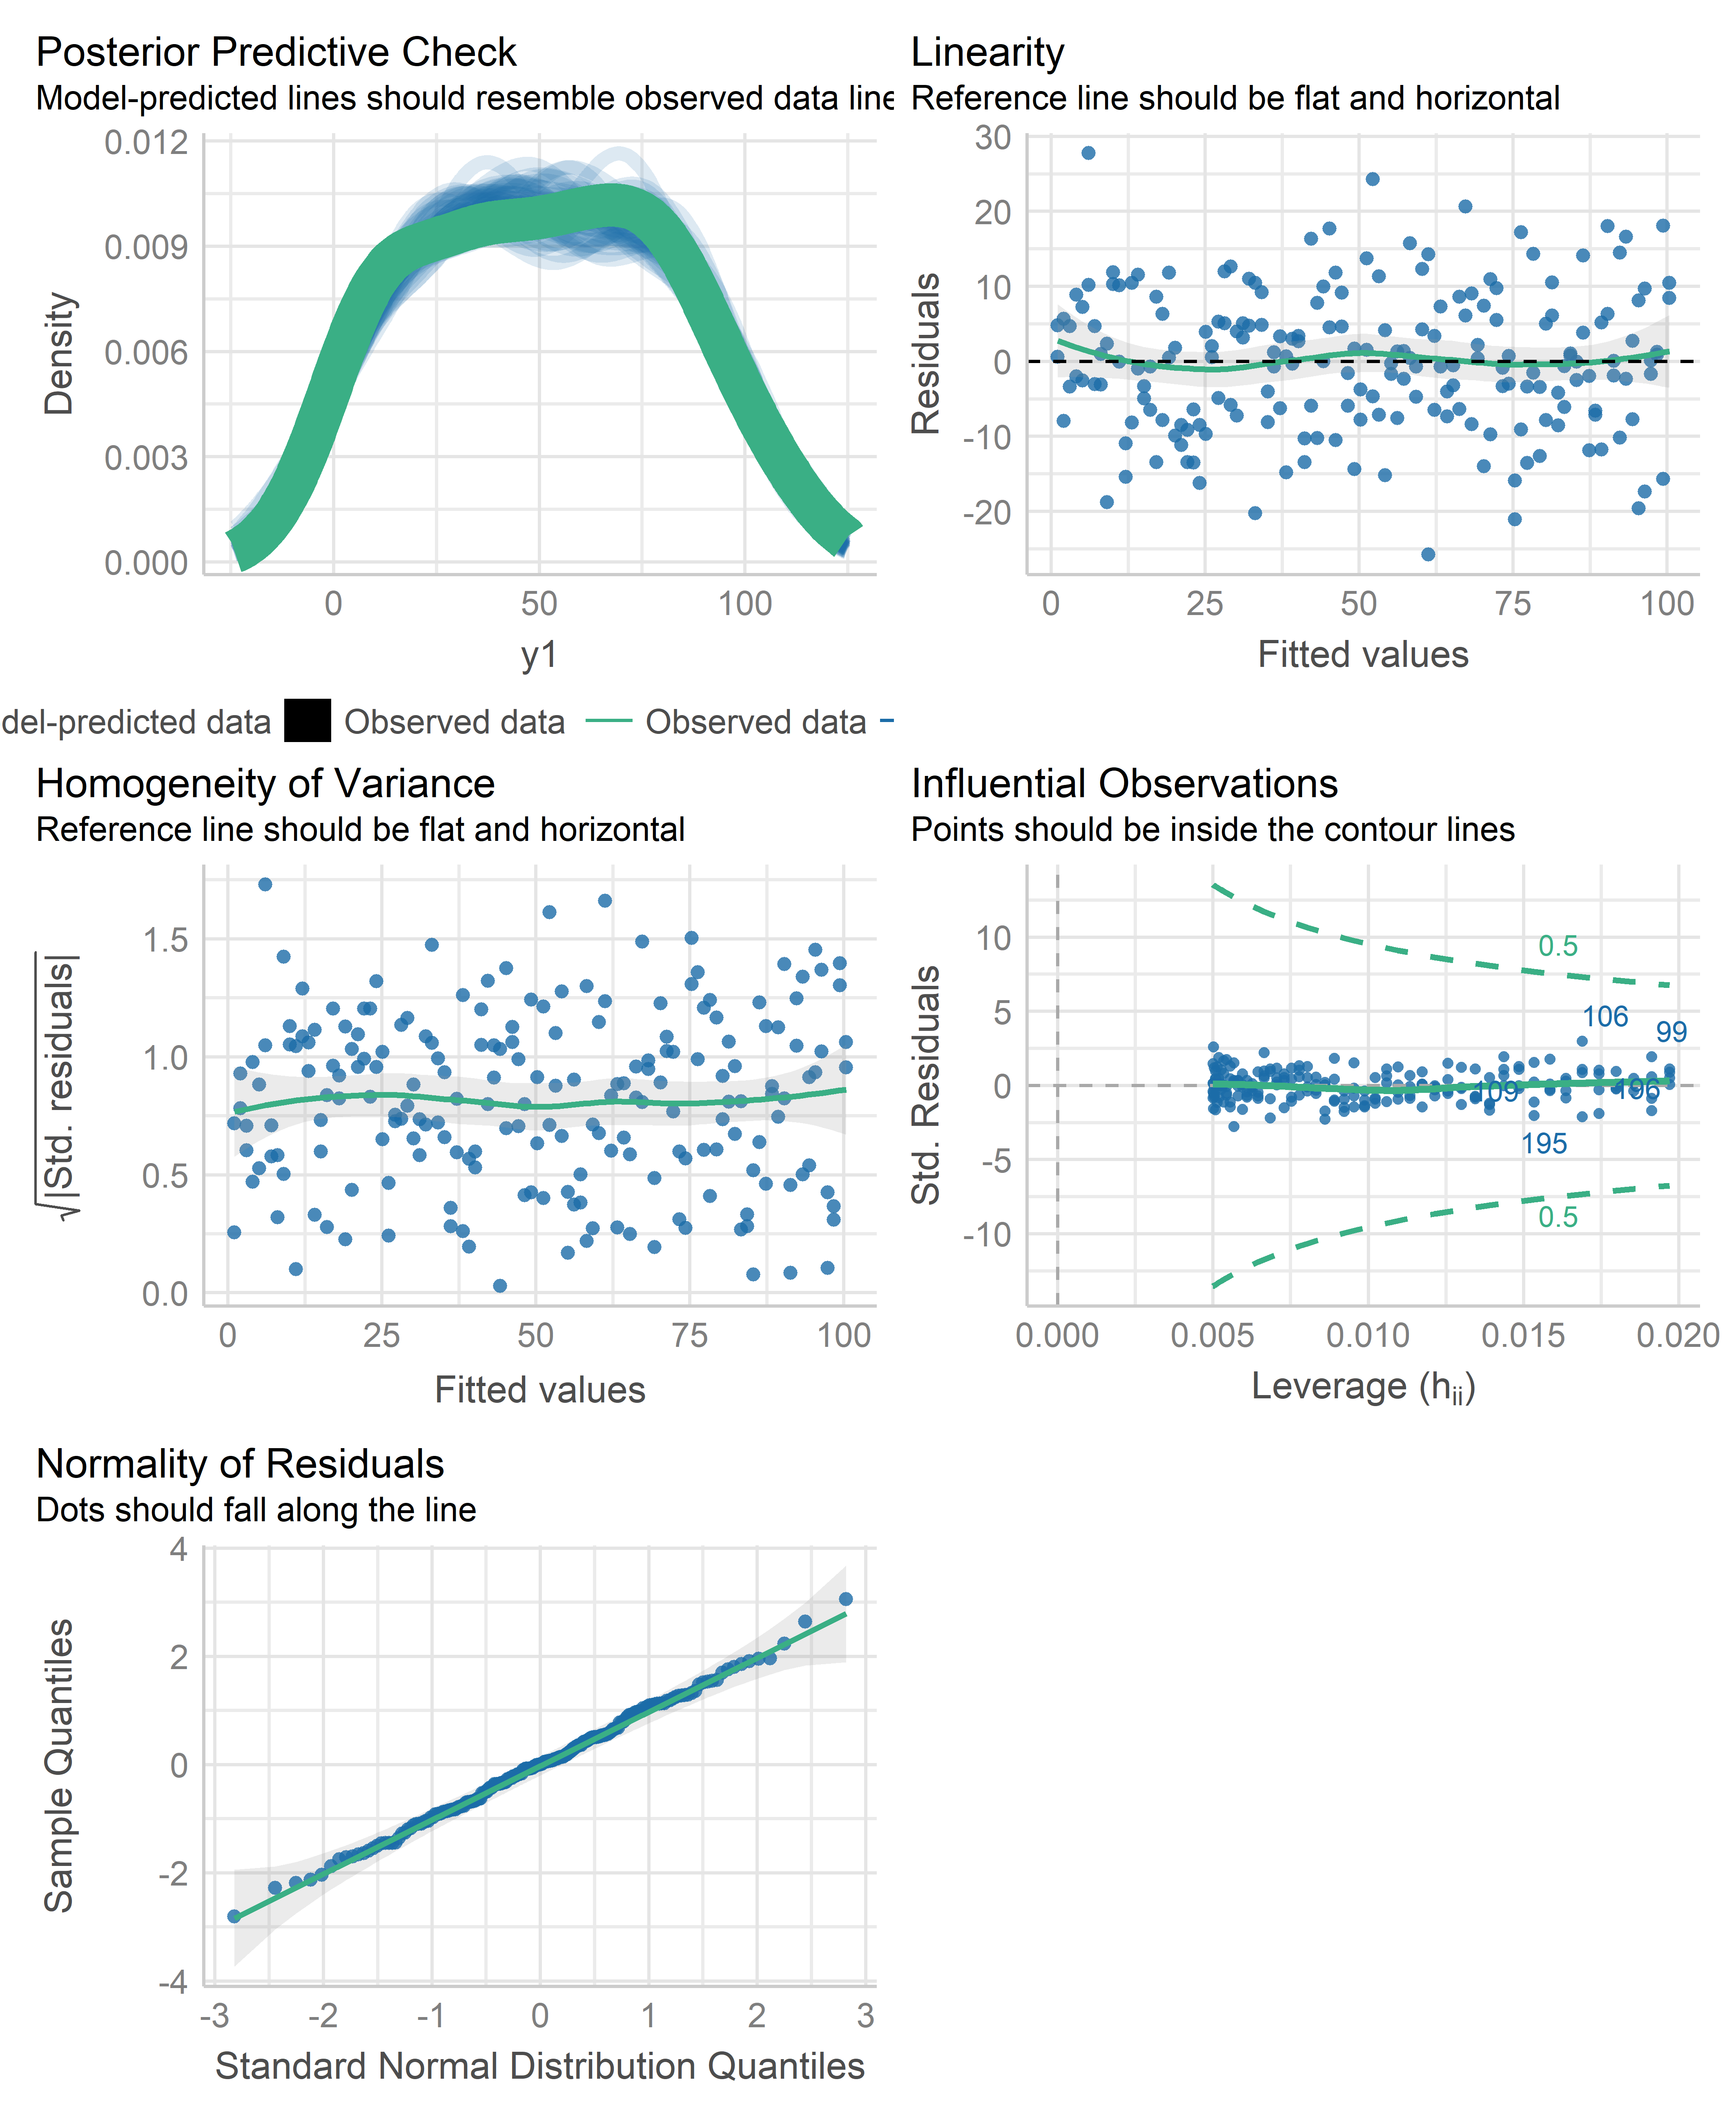 Posterior Predictive Check
Model-predicted lines should resemble observed data line
0.012
0.009
0.006
0.003
0.000
Density
0
50
100
y1
del-predicted data
Observed data
Observed data
Linearity
Reference line should be flat and horizontal
30
20
10
0
-10
-20
Residuals
0
25
50
75
100
Fitted values
Homogeneity of Variance
Reference line should be flat and horizontal
1.5
1.0
0.5
0.0
√|Std. residuals|
0
25
50
75
100
Fitted values
Influential Observations
Points should be inside the contour lines
10
5
0
-5
-10
Std. Residuals
0.5
106
99
109
196
195
0.5
0.000
0.005
0.010
0.015
0.020
Leverage (hii)
Normality of Residuals
Dots should fall along the line
4
2
0
-2
-4
Sample Quantiles
-3
-2
-1
0
1
2
3
Standard Normal Distribution Quantiles